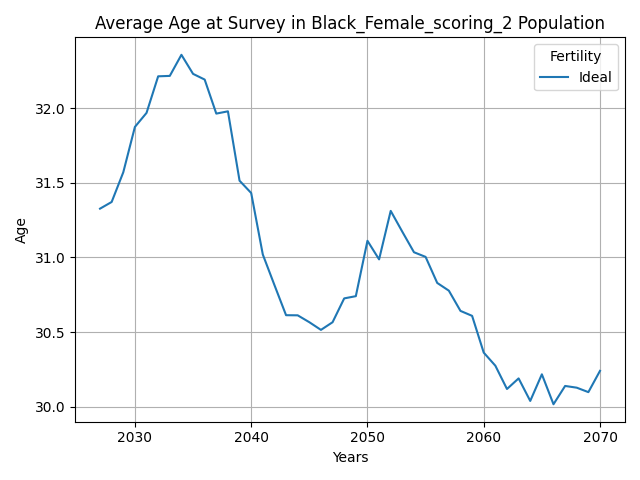 Average Age at Survey in Black_Female_scoring_2 Population
Fertility
Ideal
32.0
31.5
31.0
30.5
30.0
Age
2030 2040 2050 2060 2070
Years